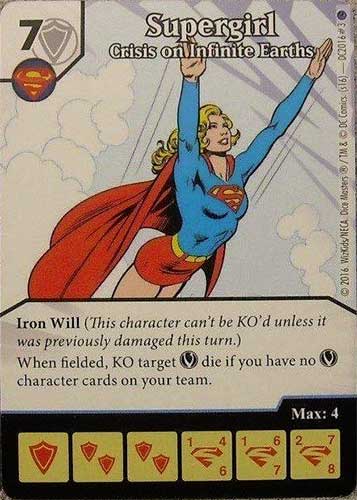 7
Supergirl
Crisis on Infinite Earths
© 2016. WizKids/NECA. Dice Masters ® / TM & © DC Comics. (s16) — DC2016 #3
Iron Will (This character can't be KO'd unless it
was previously damaged this turn.)
When fielded, KO target die if you have no
character cards on your team.
Max: 4
1 4
6
1 6
7
2 7
8